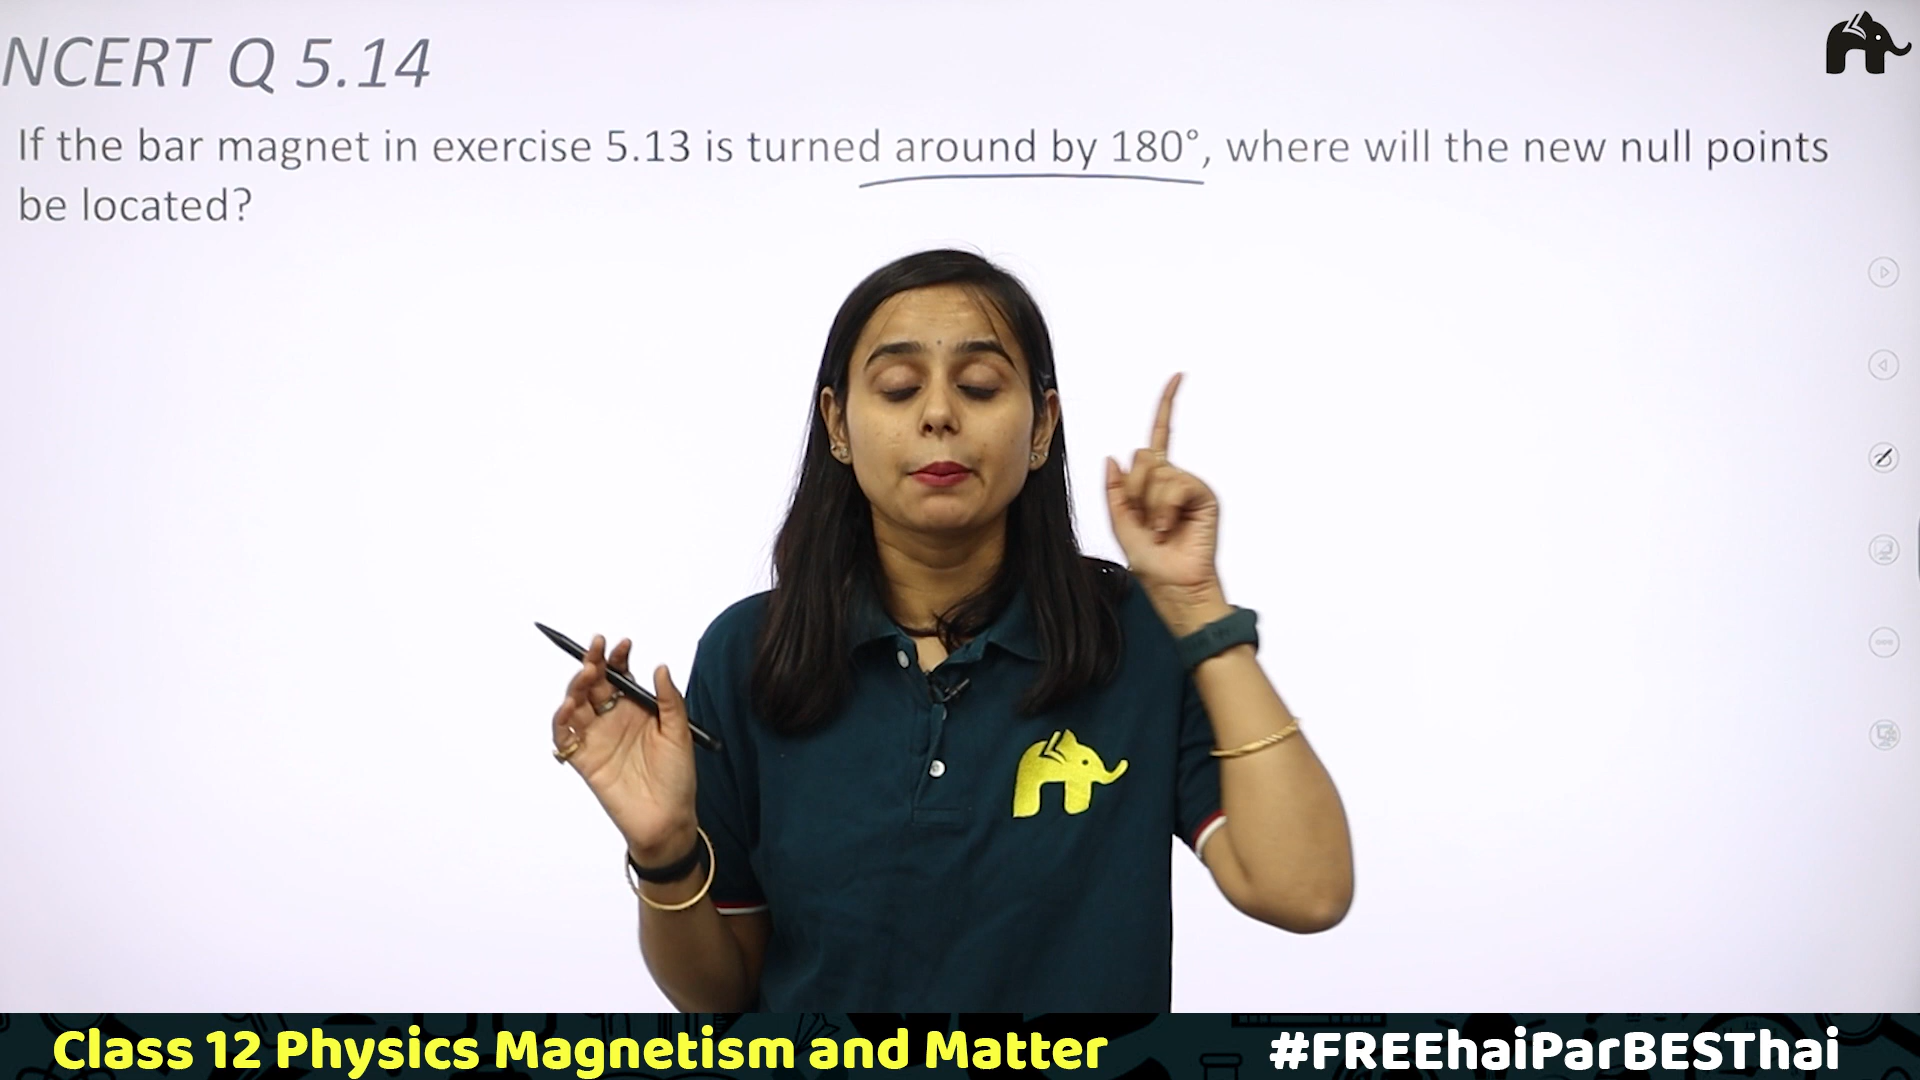 NCERT Q 5.14
If the bar magnet in exercise 5.13 is turned around by 180°, where will the new null points
be located?
Class 12 Physics Magnetism and Matter
#FREEhaiParBESThai